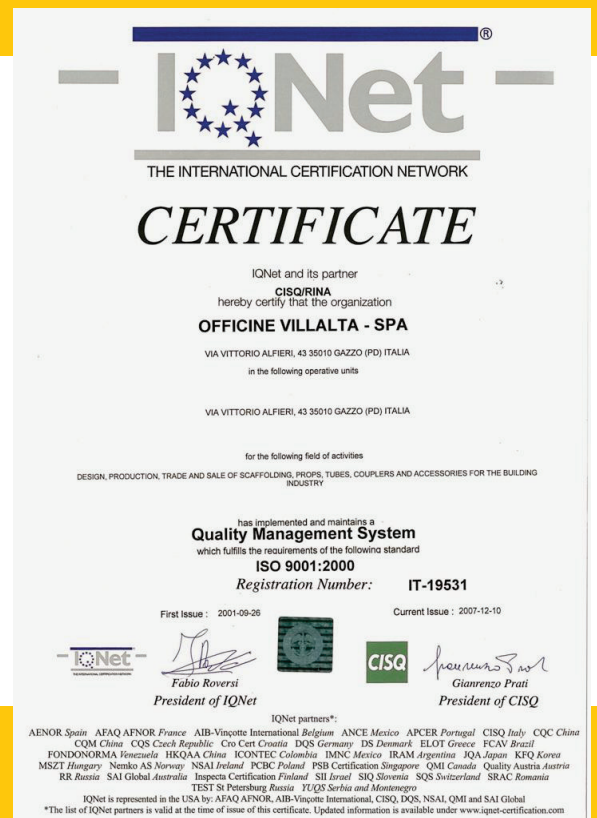 IQNet ®
THE INTERNATIONAL CERTIFICATION NETWORK
CERTIFICATE
IQNet and its partner
CISQ/RINA
hereby certify that the organization
OFFICINE VILLALTA - SPA
VIA VITTORIO ALFIERI, 43 35010 GAZZO (PD) ITALIA
in the following operative units
VIA VITTORIO ALFIERI, 43 35010 GAZZO (PD) ITALIA
for the following field of activities
DESIGN, PRODUCTION, TRADE AND SALE OF SCAFFOLDING, PROPS, TUBES, COUPLERS AND ACCESSORIES FOR THE BUILDING
INDUSTRY
has implemented and maintains a
Quality Management System
which fulfills the requirements of the following standard
ISO 9001:2000
Registration Number: IT-19531
First Issue : 2001-09-26 Current Issue : 2007-12-10
IQNet CISQ
THE INTERNATIONAL CERTIFICATION NETWORK
Fabio Roversi Gianrenzo Prati
President of IQNet President of CISQ
IQNet partners*:
AENOR Spain AFAQ AFNOR France AIB-Vinçotte International Belgium ANCE Mexico APCER Portugal CISQ Italy CQC China
CQM China CQS Czech Republic Cro Cert Croatia DQS Germany DS Denmark ELOT Greece FCAV Brazil
FONDONORMA Venezuela HKQAA China ICONTEC Colombia IMNC Mexico IRAM Argentina JQA Japan KFQ Korea
MSZT Hungary Nemko AS Norway NSAI Ireland PCBC Poland PSB Certification Singapore QMI Canada Quality Austria Austria
RR Russia SAI Global Australia Inspecta Certification Finland SII Israel SIQ Slovenia SQS Switzerland SRAC Romania
TEST St Petersburg Russia YUQS Serbia and Montenegro
IQNet is represented in the USA by: AFAQ AFNOR, AIB-Vinçotte International, CISQ, DQS, NSAI, QMI and SAI Global
*The list of IQNet partners is valid at the time of issue of this certificate. Updated information is available under www.iqnet-certification.com